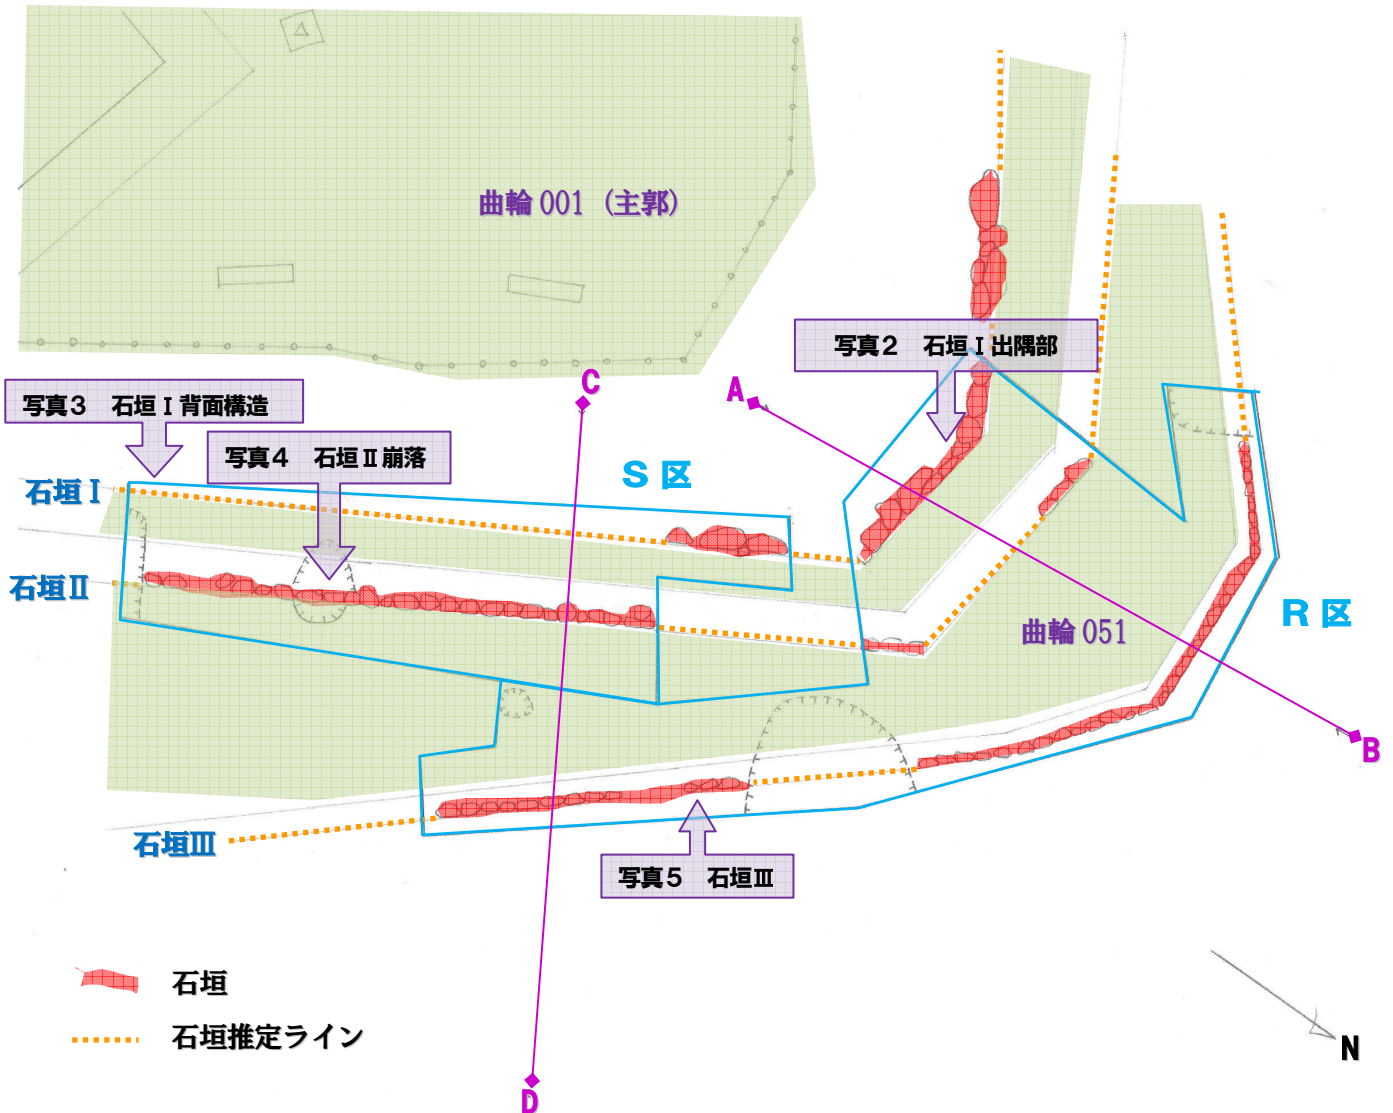 曲輪 001（主郭）
写真２　石垣Ⅰ出隅部
写真３　石垣Ⅰ背面構造
写真４　石垣Ⅱ崩落
C
A
S 区
石垣Ⅰ
石垣Ⅱ
曲輪 051
R 区
B
石垣Ⅲ
写真５　石垣Ⅲ
石垣
石垣推定ライン
N
D